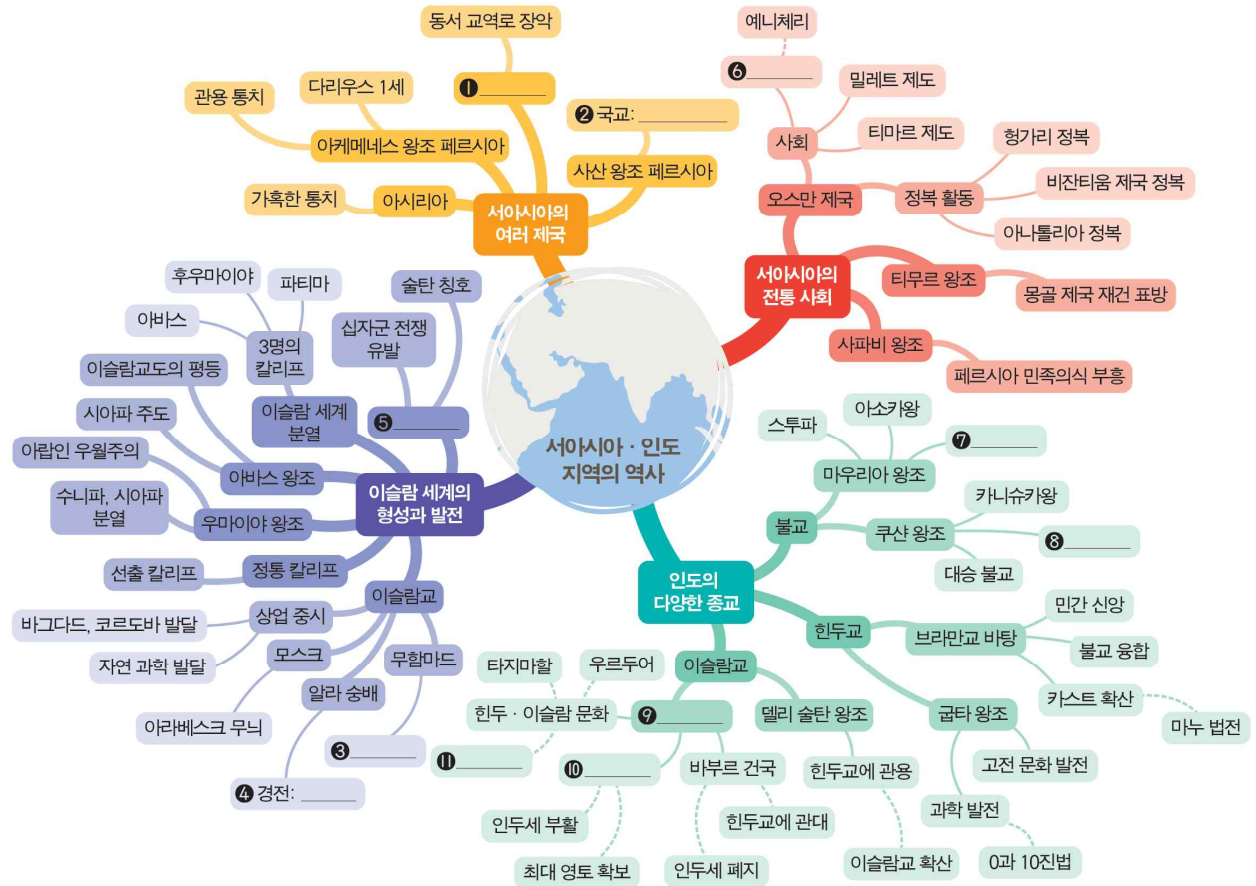 서아시아 · 인도
지역의 역사
서아시아의
여러 제국
동서 교역로 장악
❶________
다리우스 1세
관용 통치
아케메네스 왕조 페르시아
❷ 국교: ________
사산 왕조 페르시아
가혹한 통치
아시리아
서아시아의
전통 사회
예니체리
❻________
밀레트 제도
티마르 제도
사회
오스만 제국
정복 활동
헝가리 정복
비잔티움 제국 정복
아나톨리아 정복
티무르 왕조
몽골 제국 재건 표방
사파비 왕조
페르시아 민족의식 부흥
이슬람 세계의
형성과 발전
술탄 칭호
십자군 전쟁
유발
❺________
후우마이야
파티마
아바스
3명의
칼리프
이슬람 세계
분열
이슬람교도의 평등
시아파 주도
아바스 왕조
아랍인 우월주의
수니파, 시아파
분열
우마이야 왕조
선출 칼리프
정통 칼리프
이슬람교
상업 중시
바그다드, 코르도바 발달
자연 과학 발달
모스크
아라베스크 무늬
알라 숭배
❹ 경전: ________
무함마드
❸________
인도의
다양한 종교
불교
마우리아 왕조
스투파
아소카왕
❼________
쿠샨 왕조
카니슈카왕
❽________
대승 불교
힌두교
브라만교 바탕
민간 신앙
불교 융합
카스트 확산
마누 법전
굽타 왕조
고전 문화 발전
과학 발전
0과 10진법
이슬람교
델리 술탄 왕조
힌두교에 관용
이슬람교 확산
❾________
힌두 · 이슬람 문화
타지마할
우르두어
⓫________
❿________
인두세 부활
최대 영토 확보
바부르 건국
인두세 폐지
힌두교에 관대